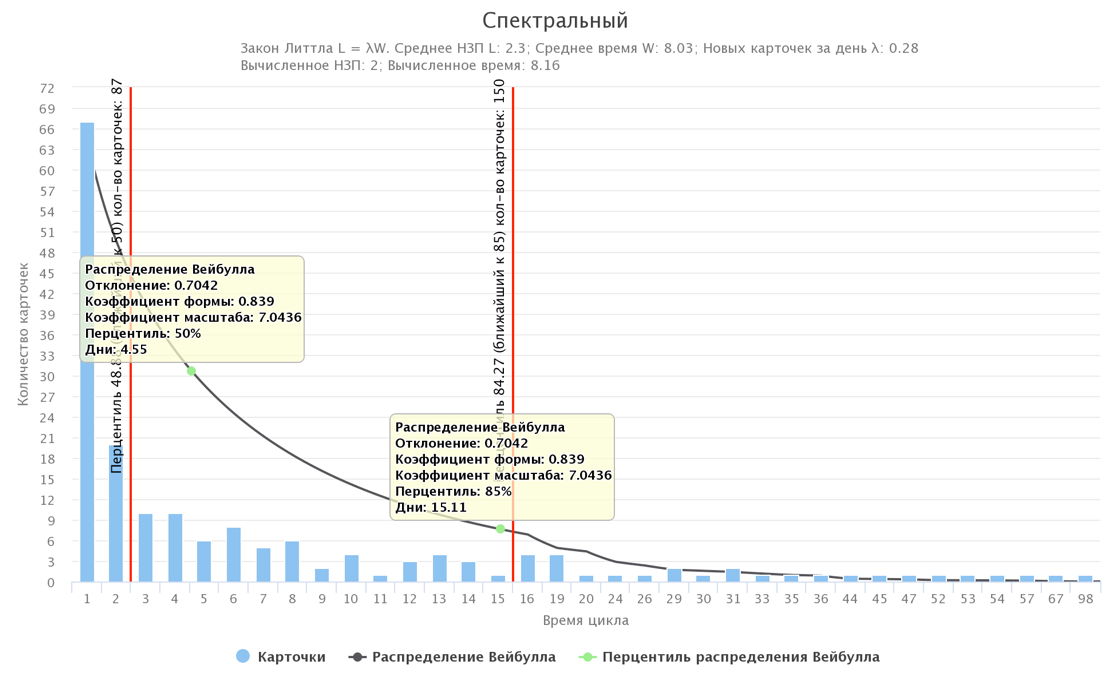 Спектральный
Закон Литтла L = λW. Среднее НЗП L: 2.3; Среднее время W: 8.03; Новых карточек за день λ: 0.28
Вычисленное НЗП: 2; Вычисленное время: 8.16
Количество карточек
72
69
66
63
60
57
54
51
48
45
42
39
36
33
30
27
24
21
18
15
12
9
6
3
0
Перцентиль 48.8 к 50) кол-во карточек: 87
Распределение Вейбулла
Отклонение: 0.7042
Коэффициент формы: 0.839
Коэффициент масштаба: 7.0436
Перцентиль: 50%
Дни: 4.55
84.27 (ближайший к 85) кол-во карточек: 150
Распределение Вейбулла
Отклонение: 0.7042
Коэффициент формы: 0.839
Коэффициент масштаба: 7.0436
Перцентиль: 85%
Дни: 15.11
1 2 3 4 5 6 7 8 9 10 11 12 13 14 15 16 19 20 24 26 29 30 31 33 35 36 44 45 47 52 53 54 57 67 98
Время цикла
Карточки Распределение Вейбулла Перцентиль распределения Вейбулла